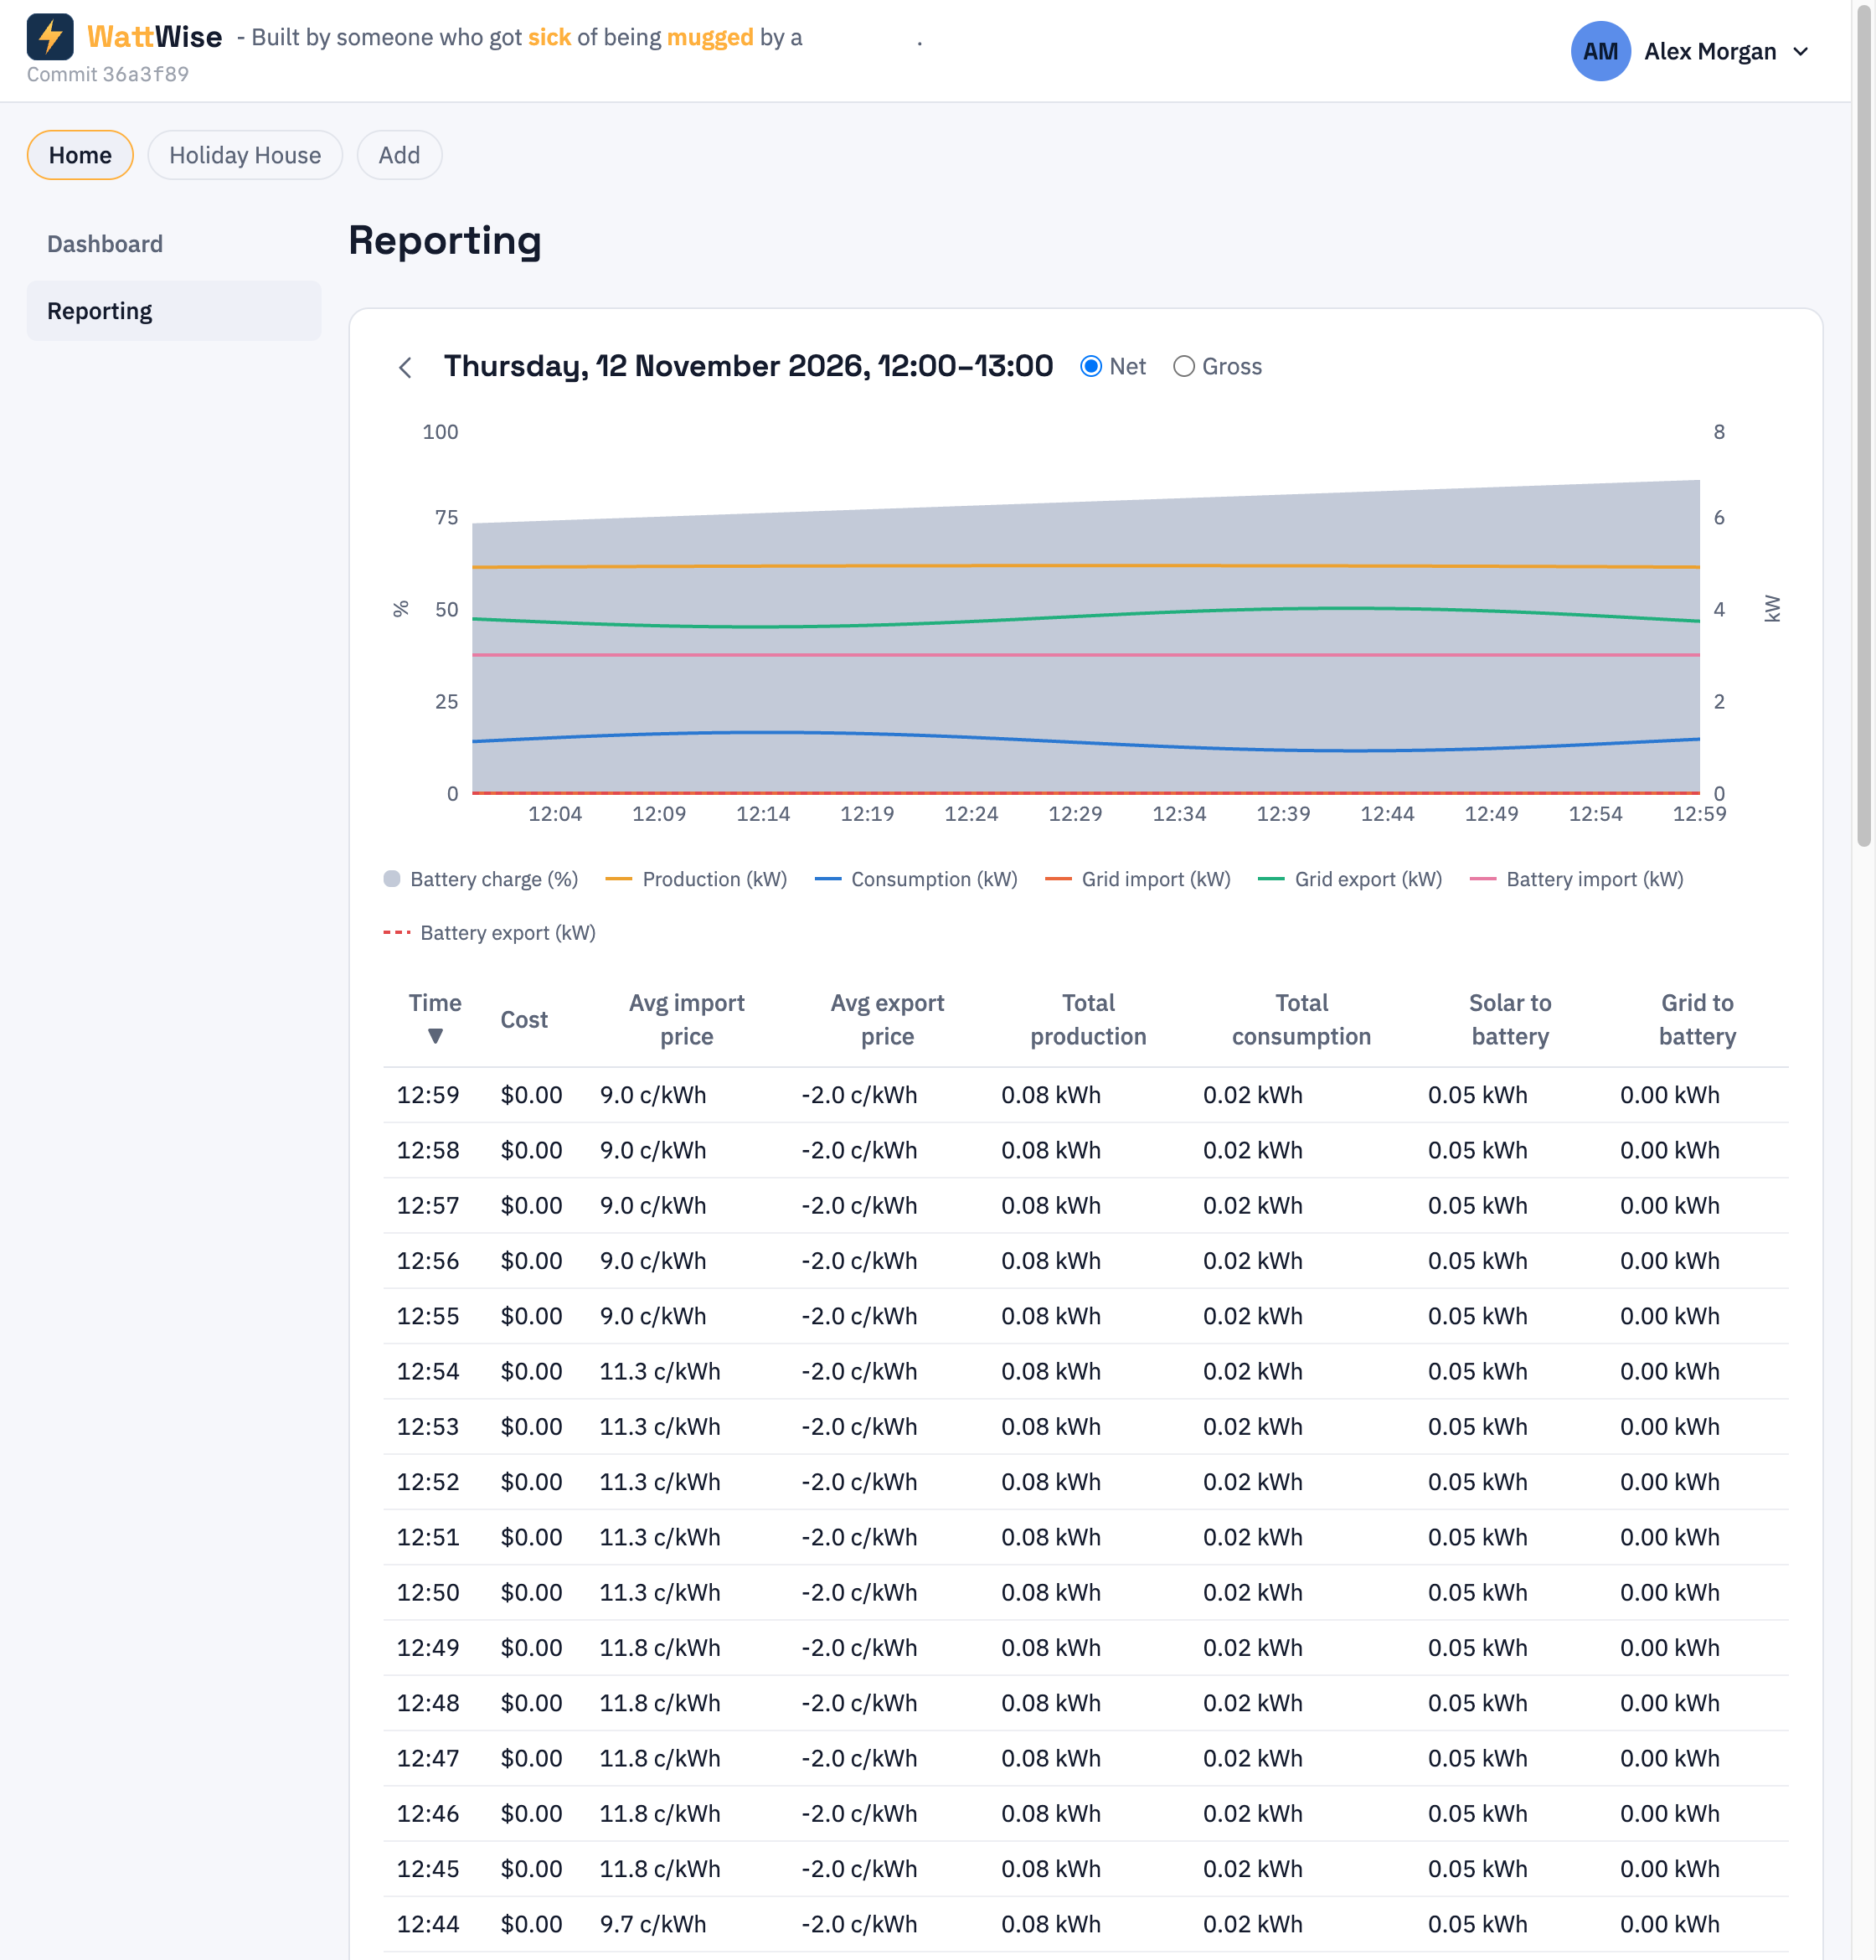 WattWise - Built by someone who got sick of being mugged by a .
Commit 36a3f89
AM Alex Morgan
Home Holiday House Add
Dashboard
Reporting
Reporting
Thursday, 12 November 2026, 12:00–13:00 Net Gross
100 8
75 6
% 50 4 kW
25 2
0 0
12:04 12:09 12:14 12:19 12:24 12:29 12:34 12:39 12:44 12:49 12:54 12:59
Battery charge (%) Production (kW) Consumption (kW) Grid import (kW) Grid export (kW) Battery import (kW)
Battery export (kW)
Time ▼ Cost Avg import price Avg export price Total production Total consumption Solar to battery Grid to battery
12:59 $0.00 9.0 c/kWh -2.0 c/kWh 0.08 kWh 0.02 kWh 0.05 kWh 0.00 kWh
12:58 $0.00 9.0 c/kWh -2.0 c/kWh 0.08 kWh 0.02 kWh 0.05 kWh 0.00 kWh
12:57 $0.00 9.0 c/kWh -2.0 c/kWh 0.08 kWh 0.02 kWh 0.05 kWh 0.00 kWh
12:56 $0.00 9.0 c/kWh -2.0 c/kWh 0.08 kWh 0.02 kWh 0.05 kWh 0.00 kWh
12:55 $0.00 9.0 c/kWh -2.0 c/kWh 0.08 kWh 0.02 kWh 0.05 kWh 0.00 kWh
12:54 $0.00 11.3 c/kWh -2.0 c/kWh 0.08 kWh 0.02 kWh 0.05 kWh 0.00 kWh
12:53 $0.00 11.3 c/kWh -2.0 c/kWh 0.08 kWh 0.02 kWh 0.05 kWh 0.00 kWh
12:52 $0.00 11.3 c/kWh -2.0 c/kWh 0.08 kWh 0.02 kWh 0.05 kWh 0.00 kWh
12:51 $0.00 11.3 c/kWh -2.0 c/kWh 0.08 kWh 0.02 kWh 0.05 kWh 0.00 kWh
12:50 $0.00 11.3 c/kWh -2.0 c/kWh 0.08 kWh 0.02 kWh 0.05 kWh 0.00 kWh
12:49 $0.00 11.8 c/kWh -2.0 c/kWh 0.08 kWh 0.02 kWh 0.05 kWh 0.00 kWh
12:48 $0.00 11.8 c/kWh -2.0 c/kWh 0.08 kWh 0.02 kWh 0.05 kWh 0.00 kWh
12:47 $0.00 11.8 c/kWh -2.0 c/kWh 0.08 kWh 0.02 kWh 0.05 kWh 0.00 kWh
12:46 $0.00 11.8 c/kWh -2.0 c/kWh 0.08 kWh 0.02 kWh 0.05 kWh 0.00 kWh
12:45 $0.00 11.8 c/kWh -2.0 c/kWh 0.08 kWh 0.02 kWh 0.05 kWh 0.00 kWh
12:44 $0.00 9.7 c/kWh -2.0 c/kWh 0.08 kWh 0.02 kWh 0.05 kWh 0.00 kWh